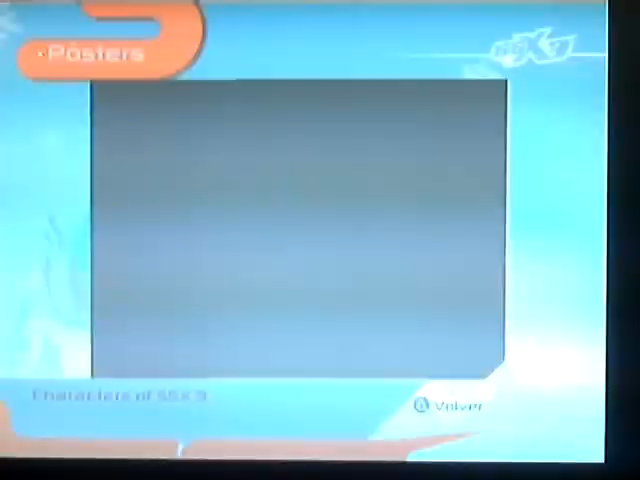 •Posters
SSX3
Characters of SSX 3
Volver